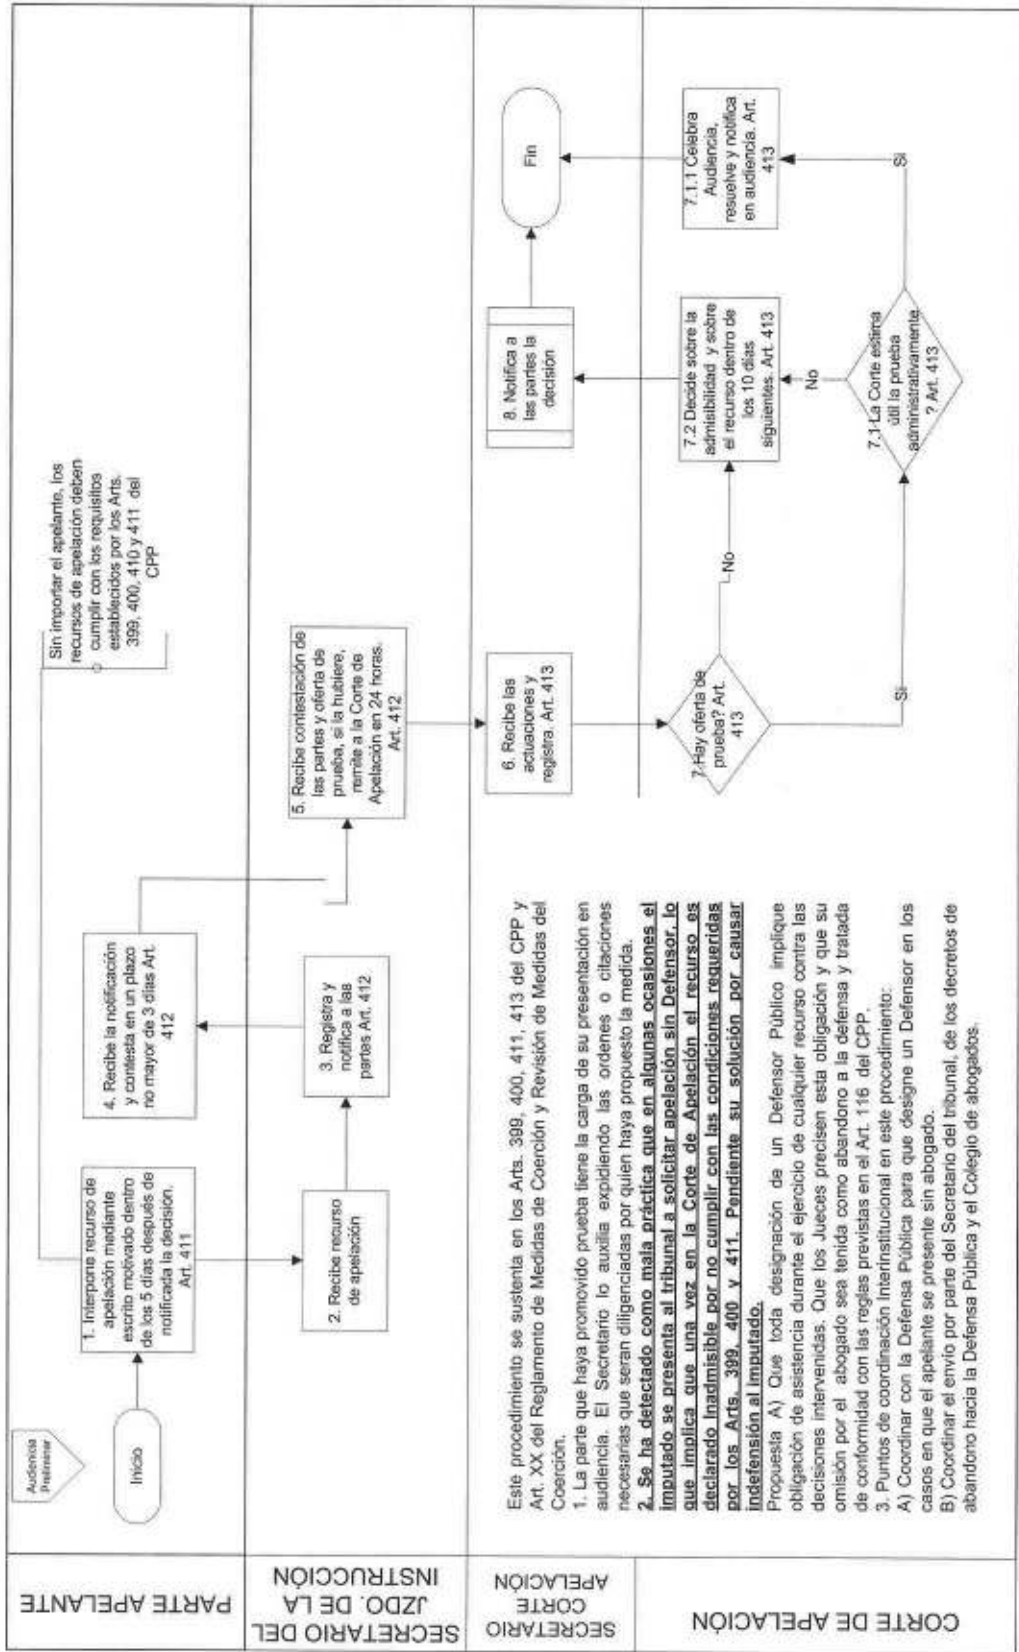 PARTE APELANTE
Audiencia
Preliminar
Inicio
1. Interpone recurso de
apelación mediante
escrito motivado dentro
de los 5 días después de
notificada la decisión.
Art. 411
4. Recibe la notificación
y contesta en un plazo
no mayor de 3 días Art.
412
Sin importar el apelante, los
recursos de apelación deben
cumplir con los requisitos
establecidos por los Arts.
399, 400, 410 y 411 del
CPP
SECRETARIO DEL
JZDO. DE LA
INSTRUCCIÓN
2. Recibe recurso
de apelación
3. Registra y
notifica a las
partes Art. 412
5. Recibe contestación de
las partes y oferta de
prueba, si la hubiere,
remite a la Corte de
Apelación en 24 horas.
Art. 412
SECRETARIO
CORTE
APELACIÓN
6. Recibe las
actuaciones y
registra. Art. 413
8. Notifica a
las partes la
decisión
Fin
CORTE DE APELACIÓN
7.Hay oferta de
prueba? Art.
413
No
Si
7.2 Decide sobre la
admisibilidad y sobre
el recurso dentro de
los 10 días
siguientes. Art. 413
7.1-La Corte estima
útil la prueba
administrativamente
? Art. 413
No
Si
7.1.1 Celebra
Audiencia,
resuelve y notifica
en audiencia. Art.
413
Este procedimiento se sustenta en los Arts. 399, 400, 411, 413 del CPP y
Art. XX del Reglamento de Medidas de Coerción y Revisión de Medidas del
Coerción.
1. La parte que haya promovido prueba tiene la carga de su presentación en
audiencia. El Secretario lo auxilia expidiendo las ordenes o citaciones
necesarias que seran diligenciadas por quien haya propuesto la medida.
2. Se ha detectado como mala práctica que en algunas ocasiones el
imputado se presenta al tribunal a solicitar apelación sin Defensor, lo
que implica que una vez en la Corte de Apelación el recurso es
declarado Inadmisible por no cumplir con las condiciones requeridas
por los Arts. 399, 400 y 411. Pendiente su solución por causar
indefensión al imputado.
Propuesta A) Que toda designación de un Defensor Público implique
obligación de asistencia durante el ejercicio de cualquier recurso contra las
decisiones intervenidas. Que los Jueces precisen esta obligación y que su
omisión por el abogado sea tenida como abandono a la defensa y tratada
de conformidad con las reglas previstas en el Art. 116 del CPP.
3. Puntos de coordinación Interinstitucional en este procedimiento:
A) Coordinar con la Defensa Pública para que designe un Defensor en los
casos en que el apelante se presente sin abogado.
B) Coordinar el envío por parte del Secretario del tribunal, de los decretos de
abandono hacia la Defensa Pública y el Colegio de abogados.